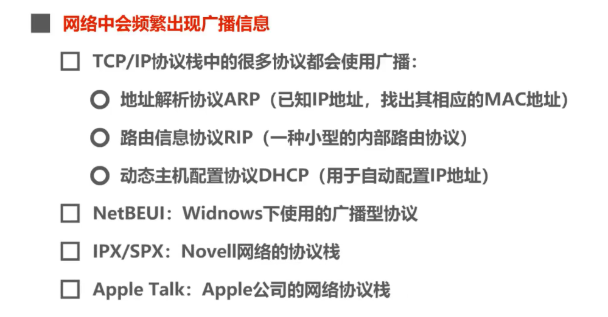 网络中会频繁出现广播信息
TCP/IP协议栈中的很多协议都会使用广播：
地址解析协议ARP（已知IP地址，找出其相应的MAC地址）
路由信息协议RIP（一种小型的内部路由协议）
动态主机配置协议DHCP（用于自动配置IP地址）
NetBEUI：Widnows下使用的广播型协议
IPX/SPX：Novell网络的协议栈
Apple Talk：Apple公司的网络协议栈